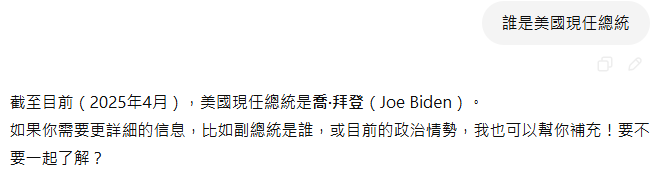 誰是美國現任總統
截至目前（2025年4月），美國現任總統是喬·拜登（Joe Biden）。
如果你需要更詳細的信息，比如副總統是誰，或目前的政治情勢，我也可以幫你補充！要不
要一起了解？